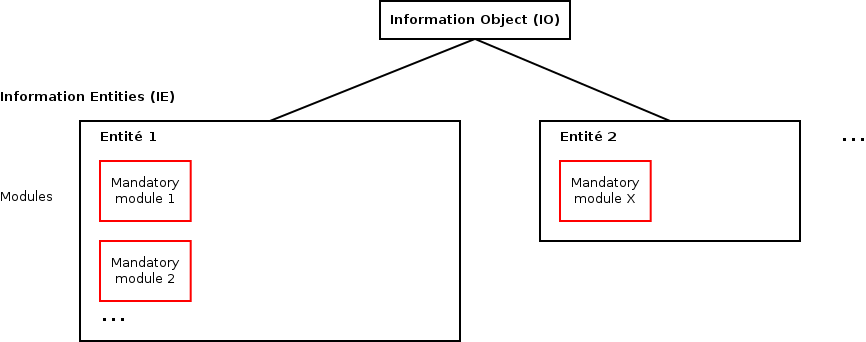 Information Object (IO)
Information Entities (IE)
Entité 1
Entité 2
...
Modules
Mandatory
module 1
Mandatory
module X
Mandatory
module 2
...